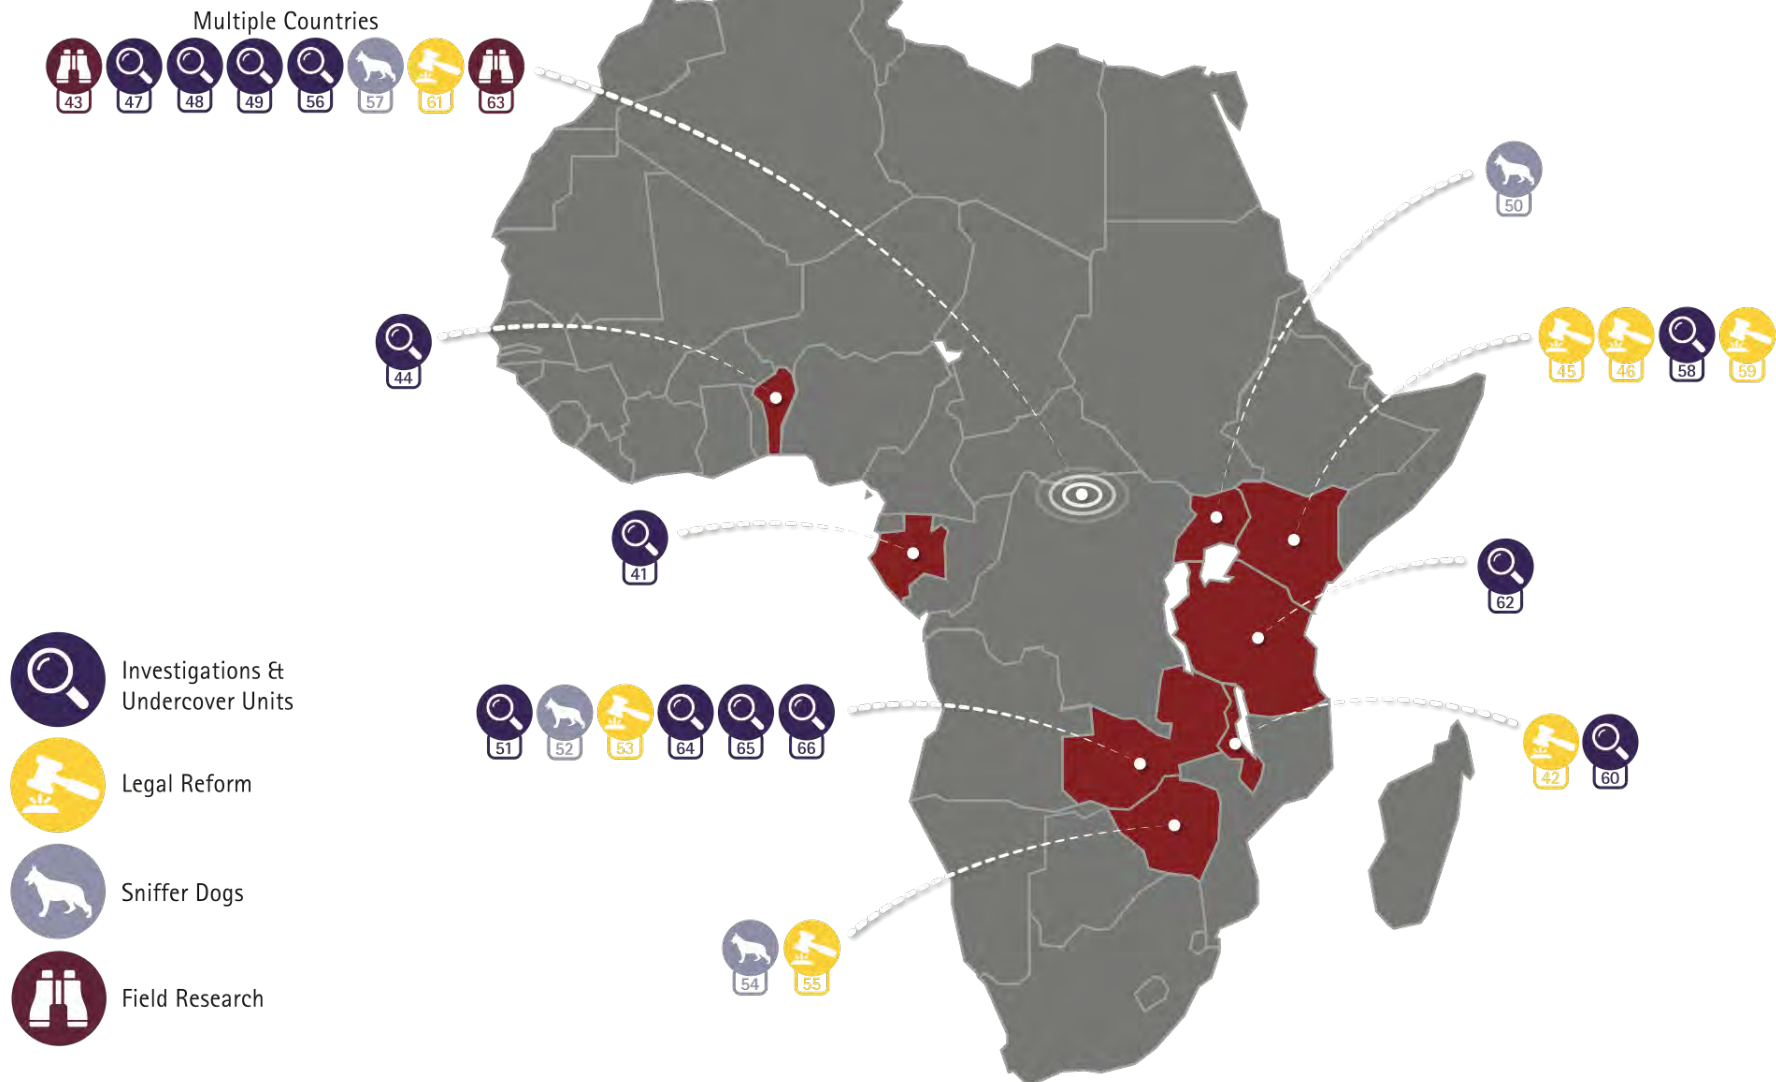 Multiple Countries
43 47 48 49 56 57 61 63
50
44
45 46 58 59
41
62
Investigations &
Undercover Units
51 52 53 64 65 66
42 60
Legal Reform
Sniffer Dogs
54 55
Field Research